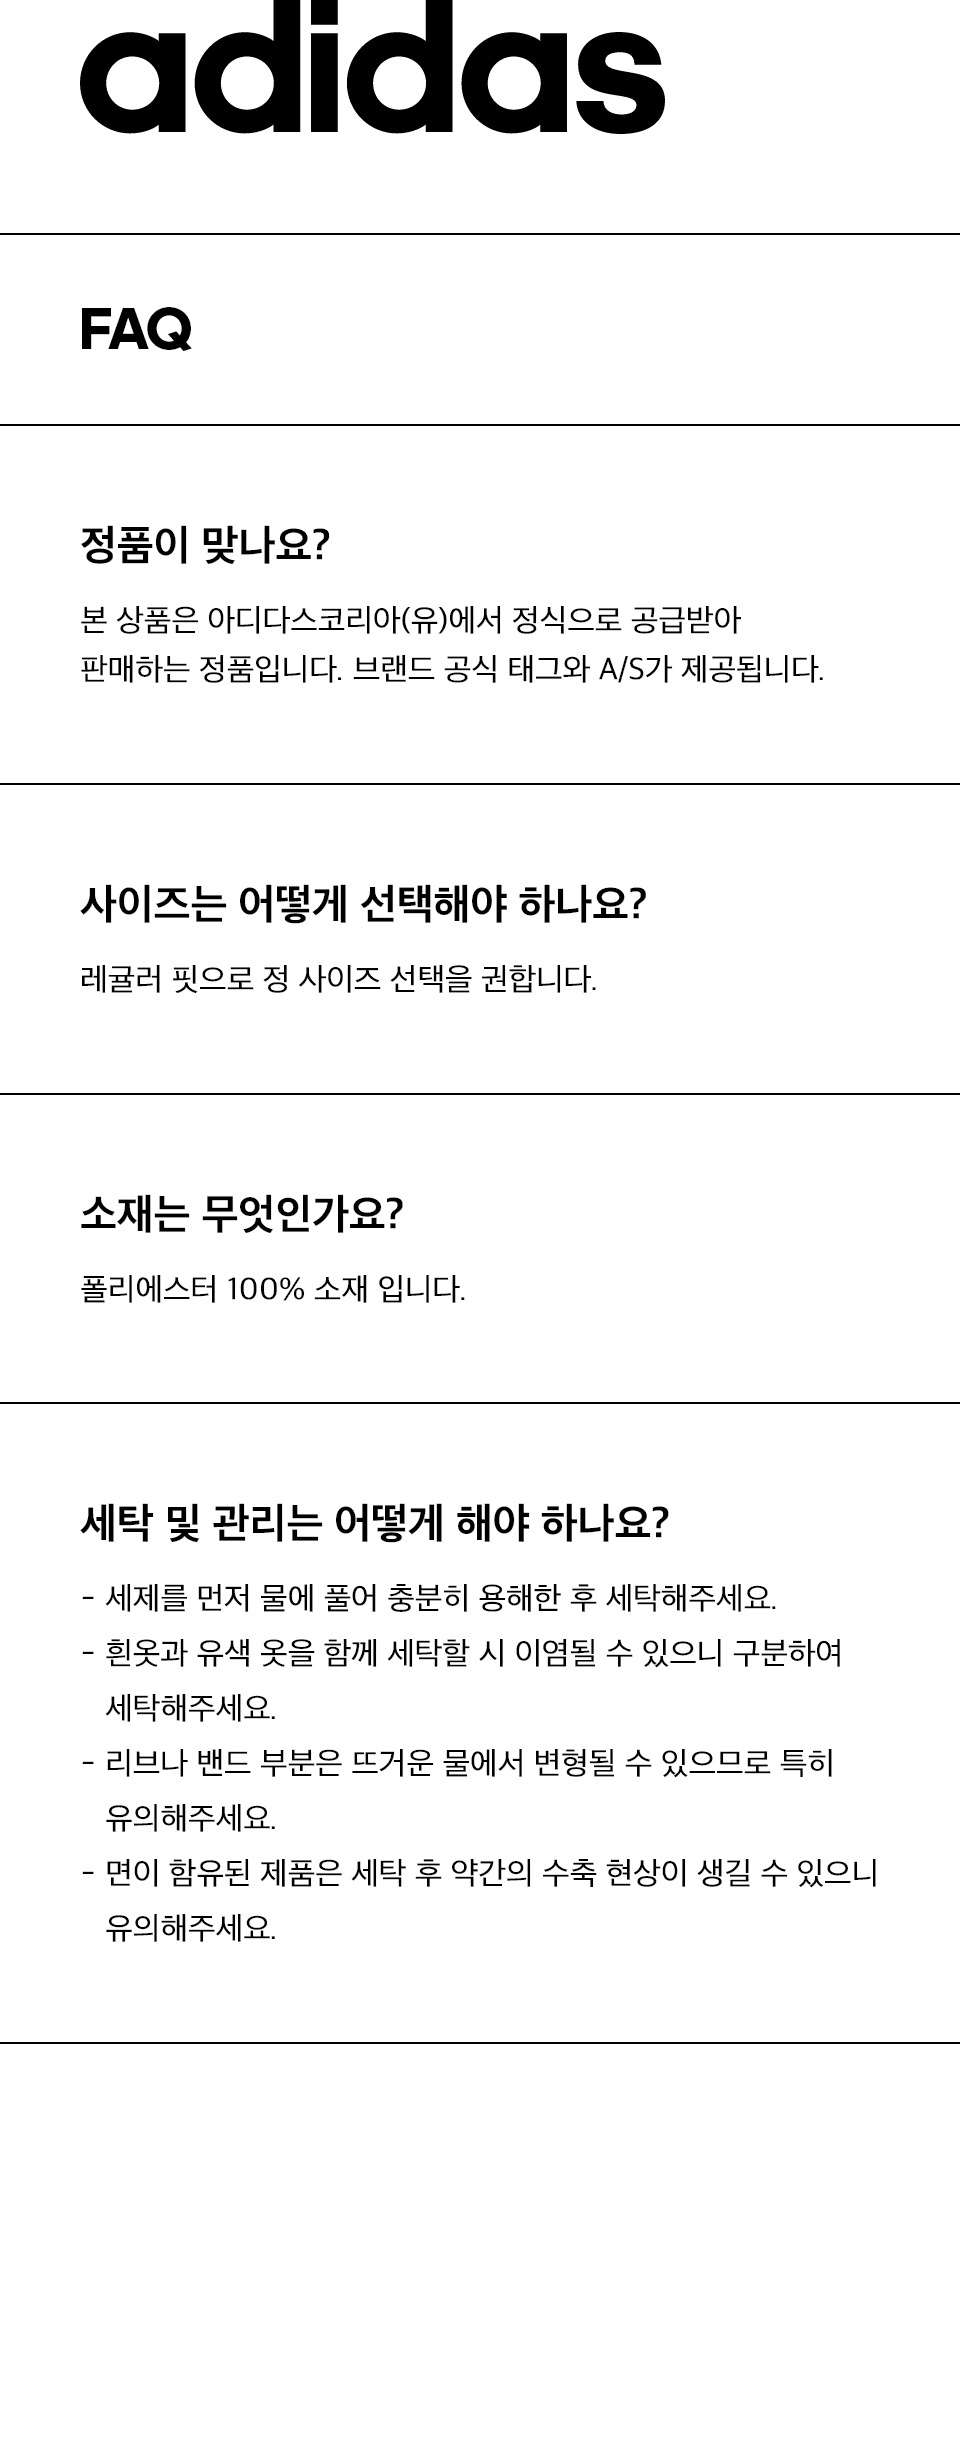 adidas
FAQ
정품이 맞나요?
본 상품은 아디다스코리아(유)에서 정식으로 공급받아
판매하는 정품입니다. 브랜드 공식 태그와 A/S가 제공됩니다.
사이즈는 어떻게 선택해야 하나요?
레귤러 핏으로 정 사이즈 선택을 권합니다.
소재는 무엇인가요?
폴리에스터 100% 소재 입니다.
세탁 및 관리는 어떻게 해야 하나요?
- 세제를 먼저 물에 풀어 충분히 용해한 후 세탁해주세요.
- 흰옷과 유색 옷을 함께 세탁할 시 이염될 수 있으니 구분하여
세탁해주세요.
- 리브나 밴드 부분은 뜨거운 물에서 변형될 수 있으므로 특히
유의해주세요.
- 면이 함유된 제품은 세탁 후 약간의 수축 현상이 생길 수 있으니
유의해주세요.